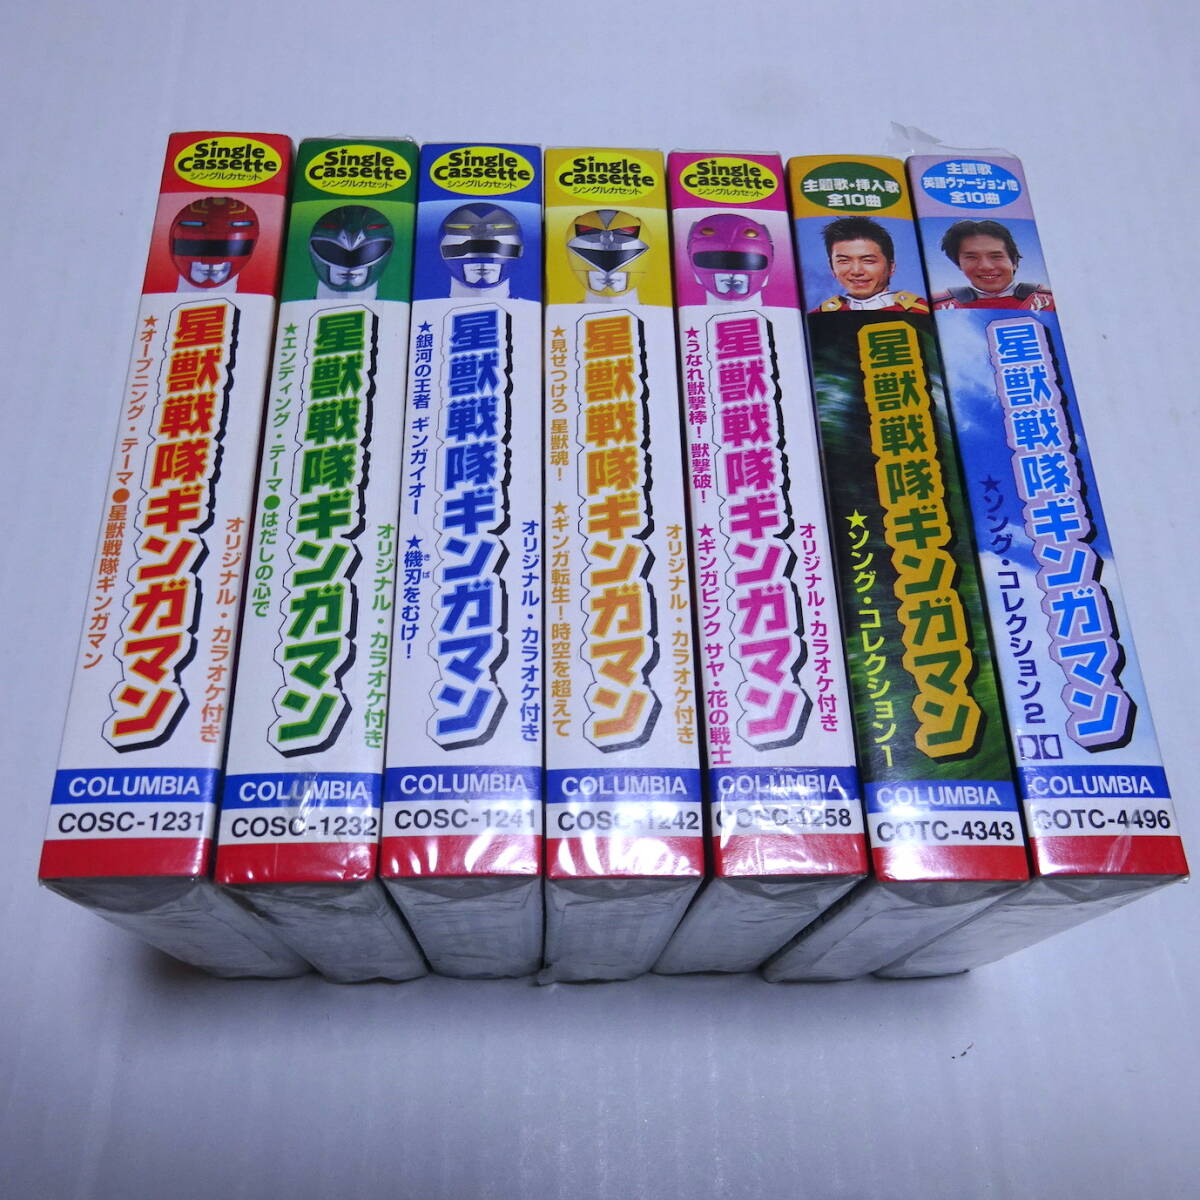 Single
Cassette
シングルカセット
星獣戦隊ギンガマン
★オープニング・テーマ●星獣戦隊ギンガマン
オリジナル・カラオケ付き
COLUMBIA
COSC-1231
Single
Cassette
シングルカセット
星獣戦隊ギンガマン
★エンディング・テーマ●はだしの心で
オリジナル・カラオケ付き
COLUMBIA
COSC-1232
Single
Cassette
シングルカセット
星獣戦隊ギンガマン
★銀河の王者 ギンガイオー ★機刃をむけ!
きば
オリジナル・カラオケ付き
COLUMBIA
COSC-1241
Single
Cassette
シングルカセット
星獣戦隊ギンガマン
★見せつけろ 星獣魂! ★ギンガ転生!時空を超えて
オリジナル・カラオケ付き
COLUMBIA
COSC-1242
Single
Cassette
シングルカセット
星獣戦隊ギンガマン
★うなれ獣撃棒!獣撃破! ★ギンガピンク サヤ・花の戦士
オリジナル・カラオケ付き
COLUMBIA
COSC-1258
主題歌・挿入歌
全10曲
星獣戦隊ギンガマン
★ソング・コレクション1
COLUMBIA
COTC-4343
主題歌
英語ヴァージョン他
全10曲
星獣戦隊ギンガマン
★ソング・コレクション2
COLUMBIA
COTC-4496